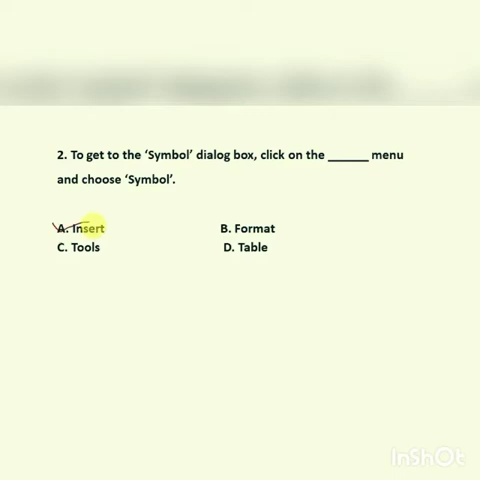 2. To get to the ‘Symbol’ dialog box, click on the ______ menu
and choose ‘Symbol’.
A. Insert B. Format
C. Tools D. Table
InShOt